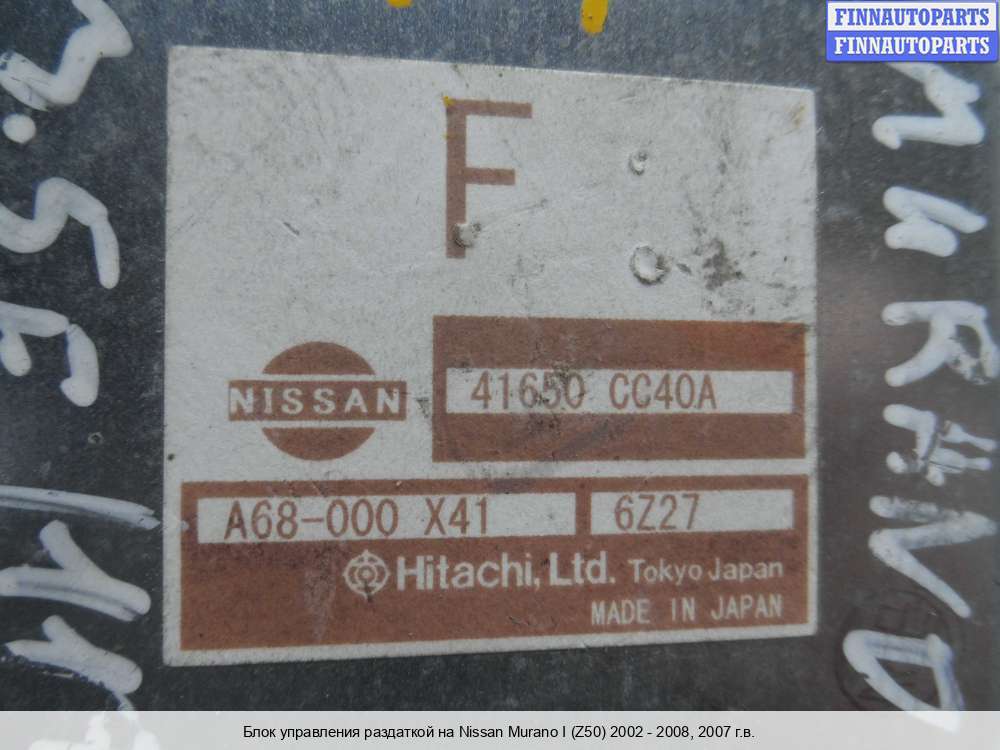 FINNAUTOPARTS
FINNAUTOPARTS
F
NISSAN
41650 CC40A
A68-000 X41
6Z27
Hitachi, Ltd. Tokyo Japan
MADE IN JAPAN
MURANO
Блок управления раздаткой на Nissan Murano I (Z50) 2002 - 2008, 2007 г.в.